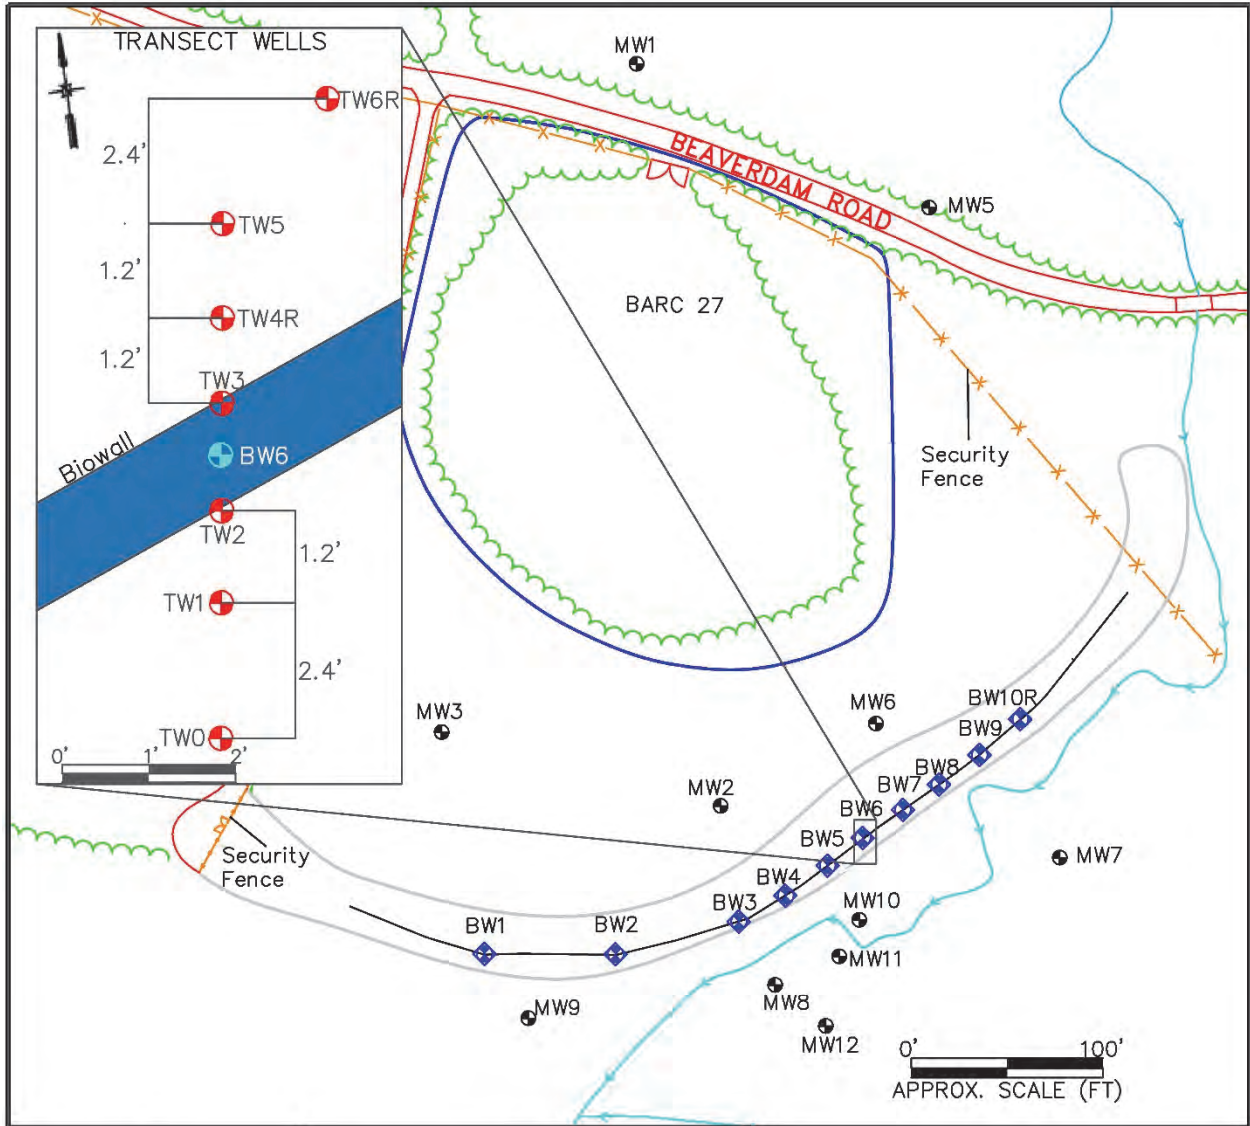 TRANSECT WELLS
TW6R
2.4'
TW5
1.2'
TW4R
1.2'
TW3
Biowall
BW6
TW2
1.2'
TW1
2.4'
TW0
0'
1'
2'
MW1
BEAVERDAM ROAD
MW5
BARC 27
Security
Fence
MW3
MW6
MW2
BW10R
BW9
BW8
BW7
BW6
BW5
BW4
BW3
BW2
BW1
Security
Fence
MW7
MW10
MW11
MW8
MW9
MW12
0'
100'
APPROX. SCALE (FT)